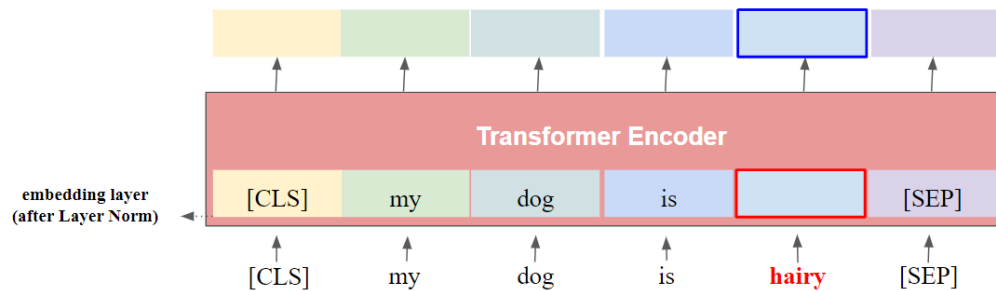 Transformer Encoder
embedding layer
(after Layer Norm)
[CLS] my dog is [SEP]
[CLS] my dog is hairy [SEP]